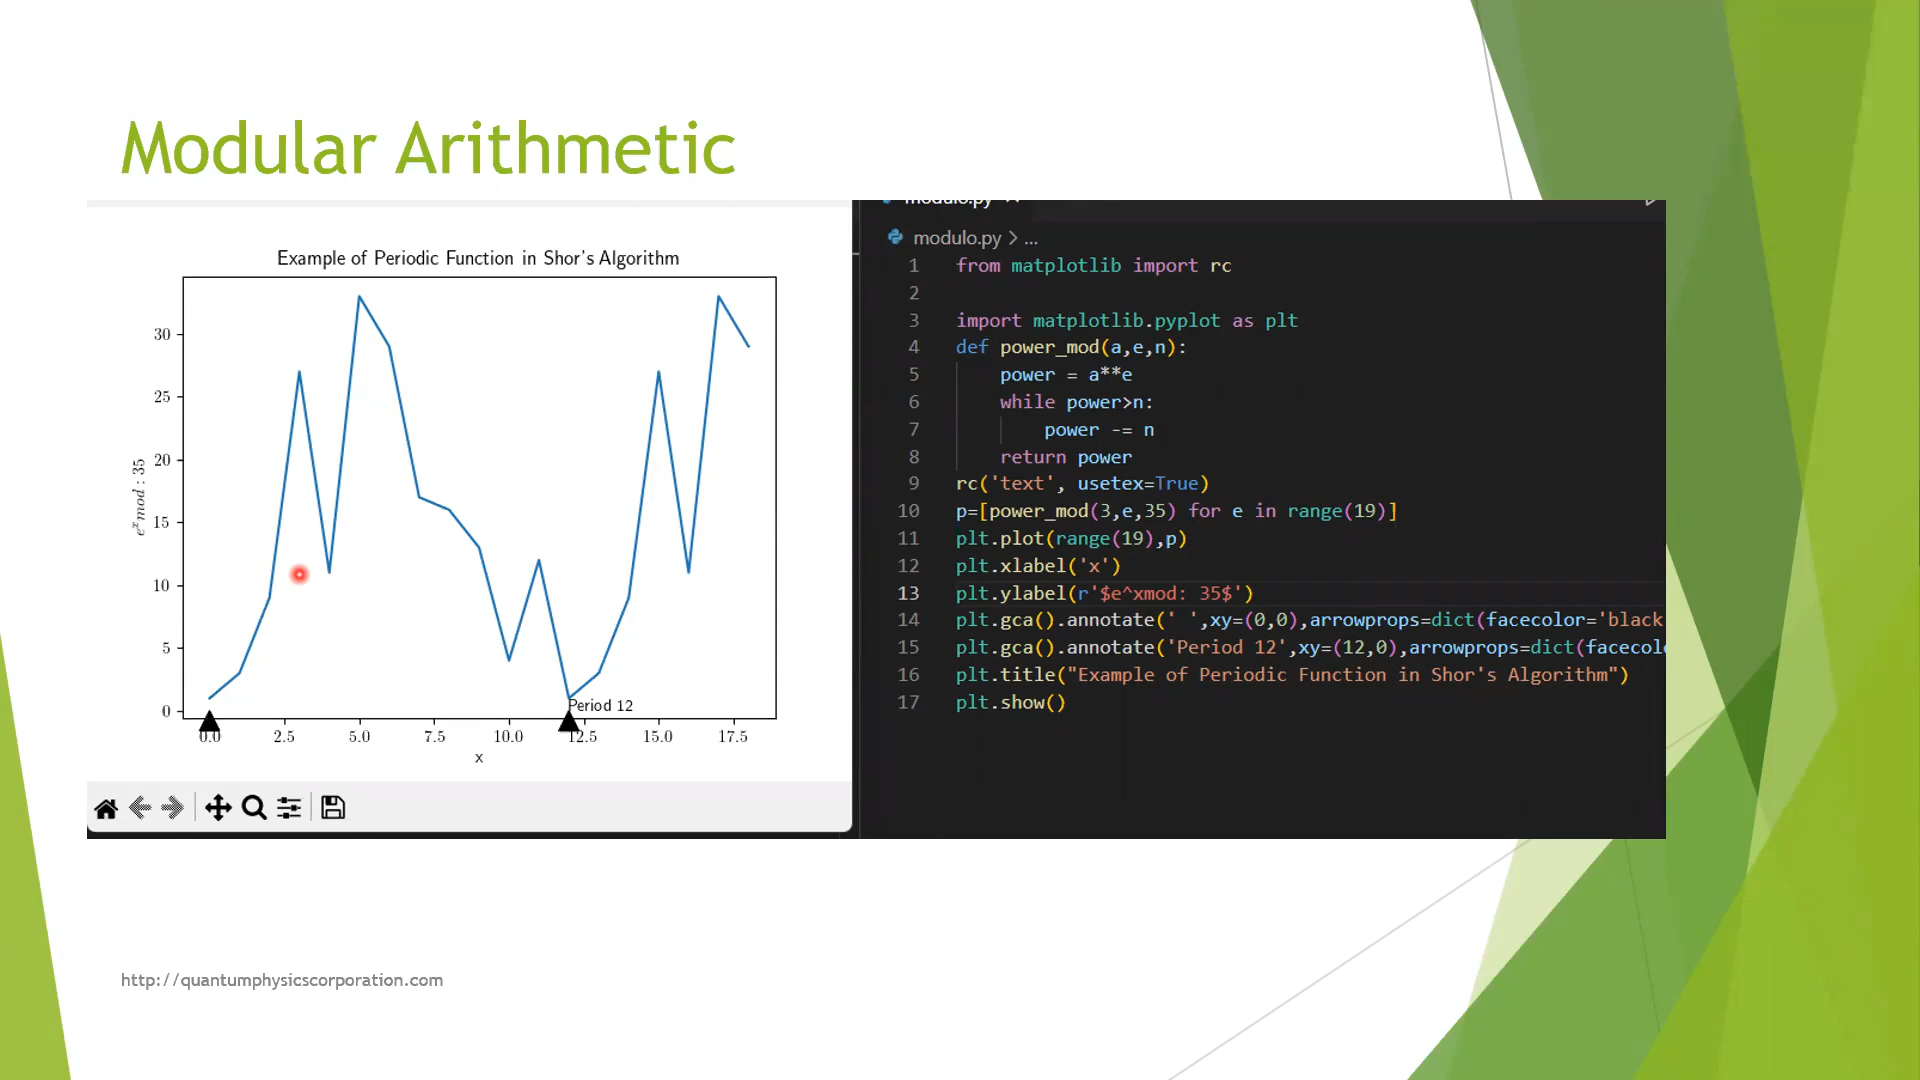 Modular Arithmetic
modulo.py
modulo.py > ...
Example of Periodic Function in Shor's Algorithm
30
25
20
15
10
5
0
e^x mod : 35
Period 12
0.0 2.5 5.0 7.5 10.0 12.5 15.0 17.5
x
1 from matplotlib import rc
2
3 import matplotlib.pyplot as plt
4 def power_mod(a,e,n):
5 power = a**e
6 while power>n:
7 power -= n
8 return power
9 rc('text', usetex=True)
10 p=[power_mod(3,e,35) for e in range(19)]
11 plt.plot(range(19),p)
12 plt.xlabel('x')
13 plt.ylabel(r'$e^xmod: 35$')
14 plt.gca().annotate(' ',xy=(0,0),arrowprops=dict(facecolor='black
15 plt.gca().annotate('Period 12',xy=(12,0),arrowprops=dict(facecol
16 plt.title("Example of Periodic Function in Shor's Algorithm")
17 plt.show()
http://quantumphysicscorporation.com